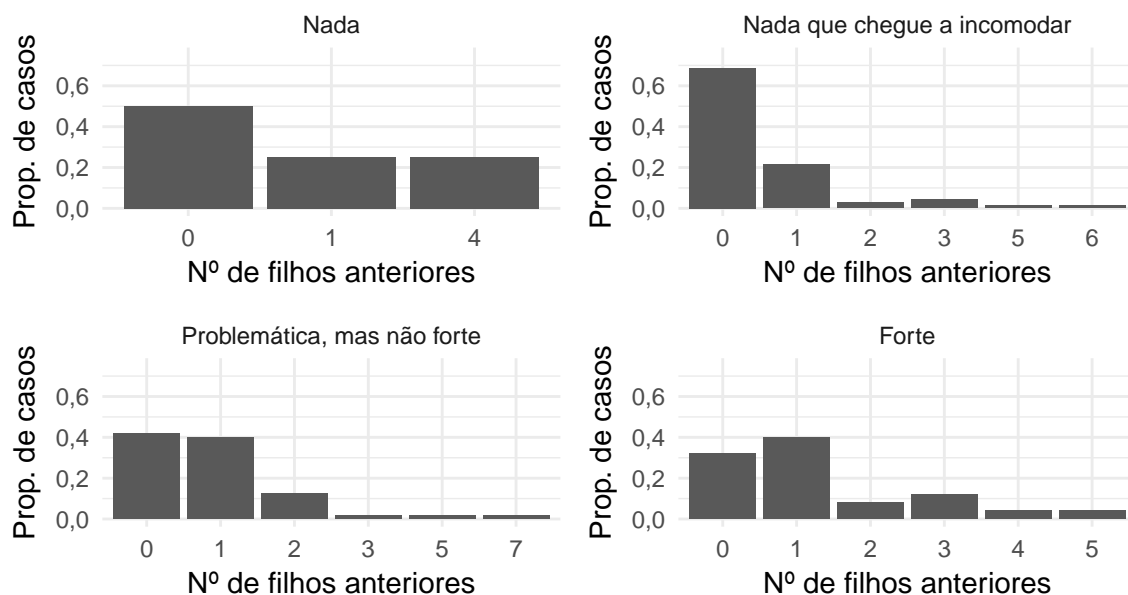 Nada
Prop. de casos
0,6
0,4
0,2
0,0
0 1 4
Nº de filhos anteriores
Nada que chegue a incomodar
Prop. de casos
0,6
0,4
0,2
0,0
0 1 2 3 5 6
Nº de filhos anteriores
Problemática, mas não forte
Prop. de casos
0,6
0,4
0,2
0,0
0 1 2 3 5 7
Nº de filhos anteriores
Forte
Prop. de casos
0,6
0,4
0,2
0,0
0 1 2 3 4 5
Nº de filhos anteriores